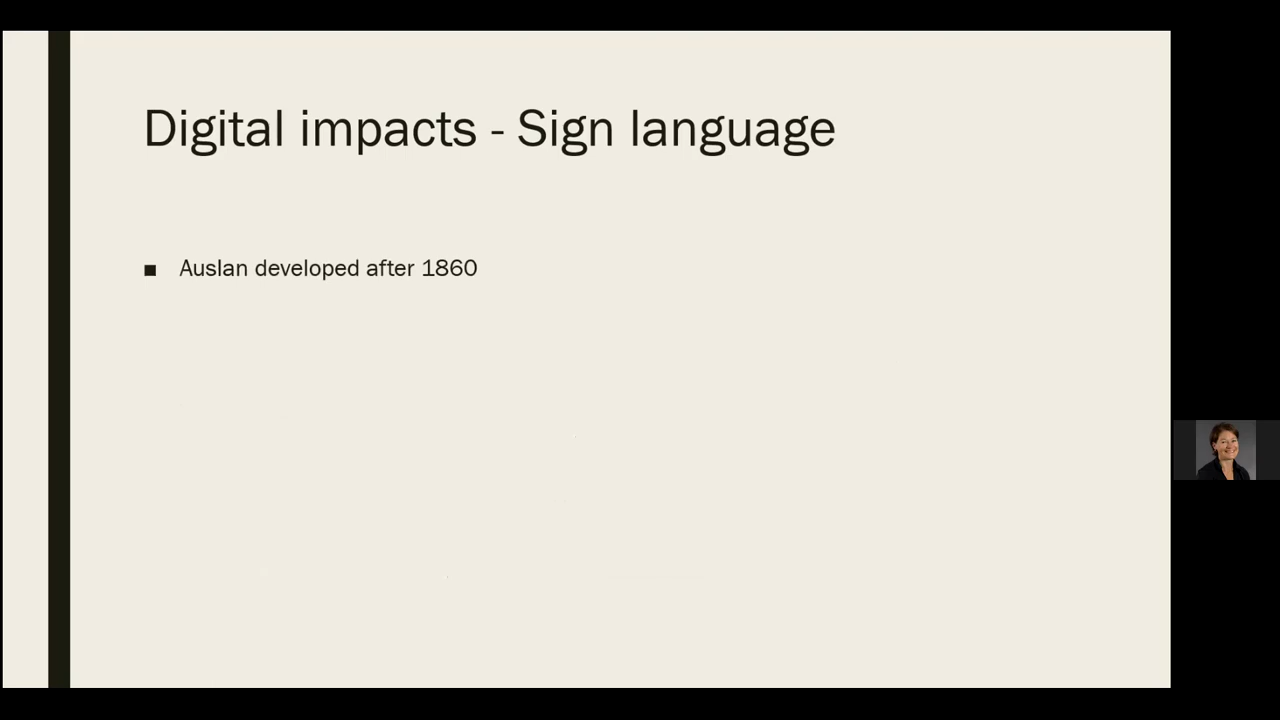 Digital impacts - Sign language
■ Auslan developed after 1860